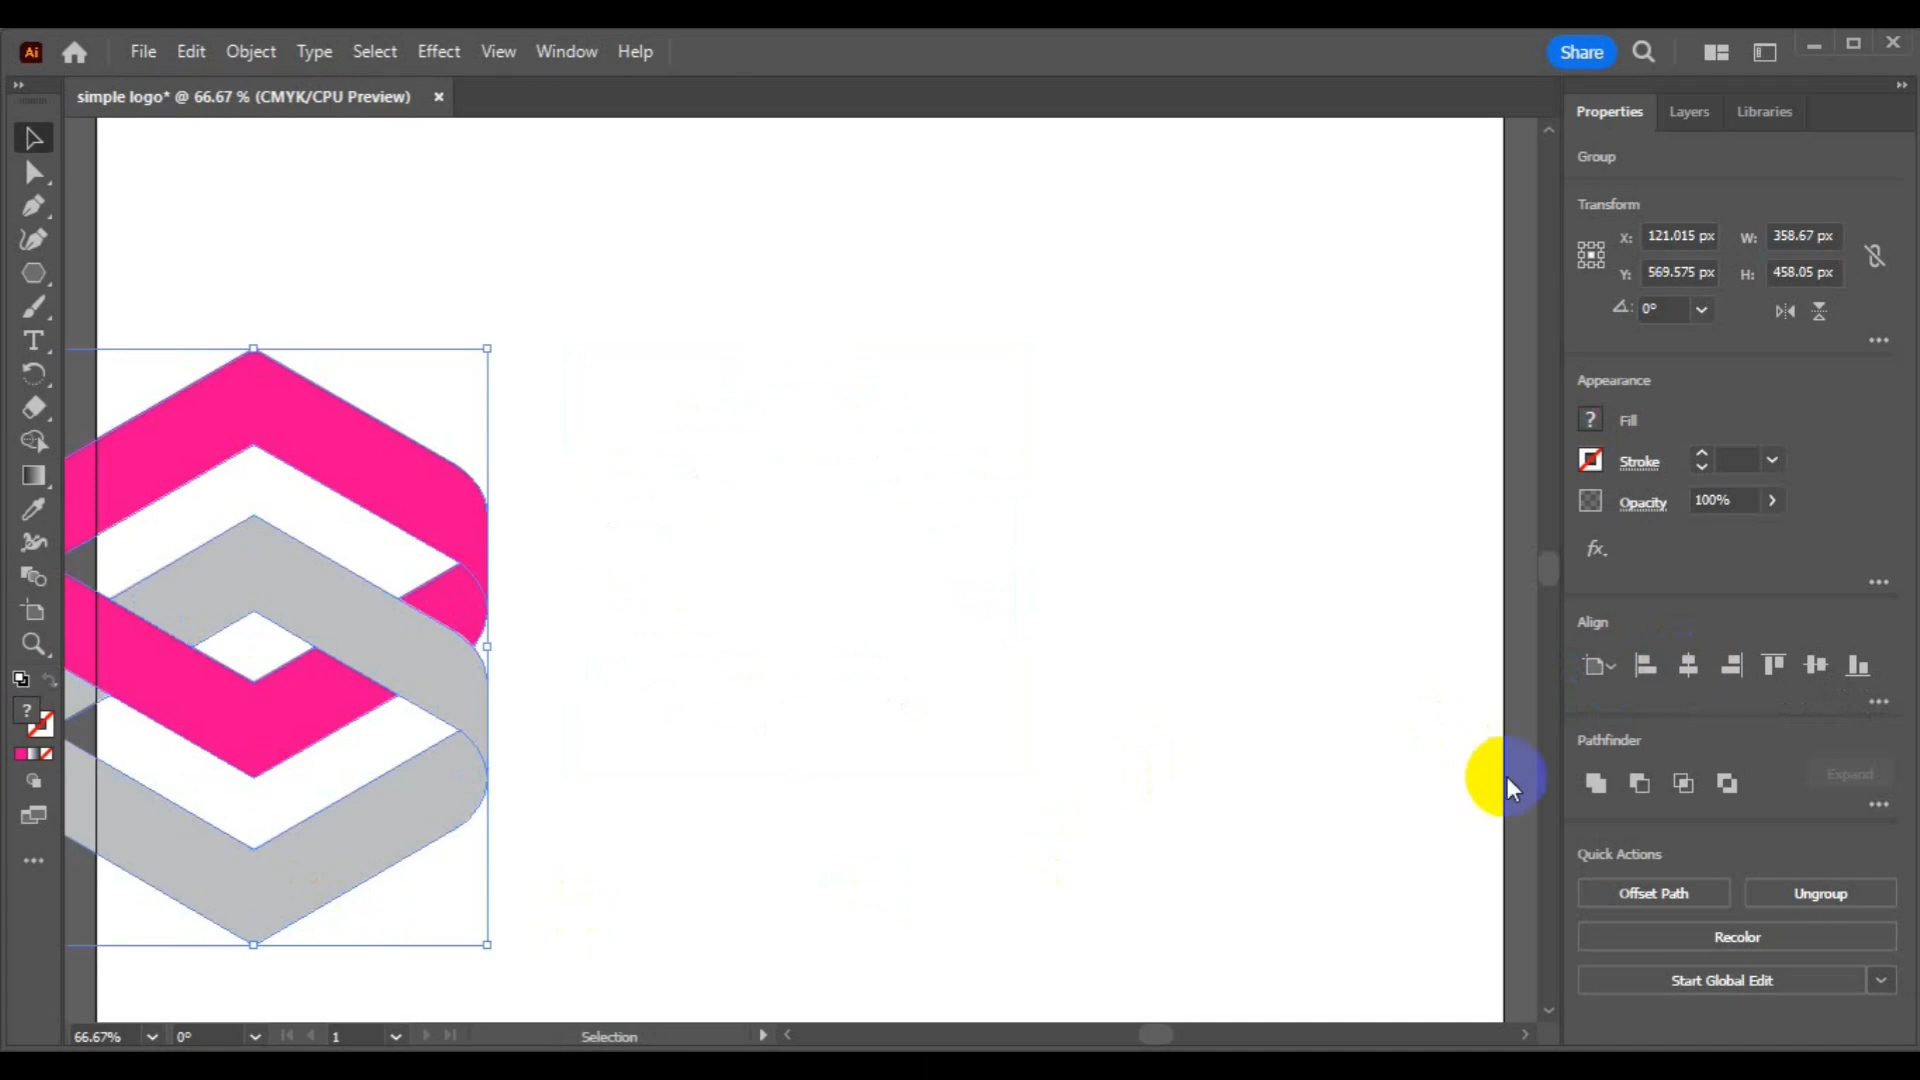 Ai File Edit Object Type Select Effect View Window Help Share
simple logo* @ 66.67 % (CMYK/CPU Preview)
Properties Layers Libraries
Group
Transform
X: 121.015 px W: 358.67 px
Y: 569.575 px H: 458.05 px
0°
Appearance
? Fill
Stroke
Opacity 100%
fx.
Align
Pathfinder
Expand
Quick Actions
Offset Path Ungroup
Recolor
Start Global Edit
T
?
66.67% 0° 1 Selection